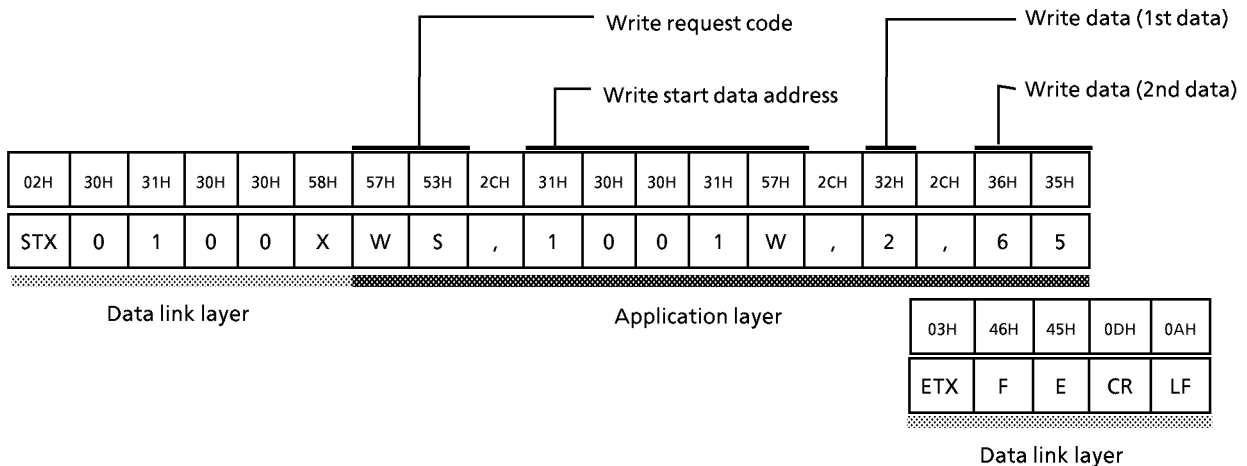 Write request code
Write data (1st data)
Write start data address
Write data (2nd data)
02H 30H 31H 30H 30H 58H 57H 53H 2CH 31H 30H 30H 31H 57H 2CH 32H 2CH 36H 35H
STX 0 1 0 0 X W S , 1 0 0 1 W , 2 , 6 5
Data link layer
Application layer
03H 46H 45H 0DH 0AH
ETX F E CR LF
Data link layer